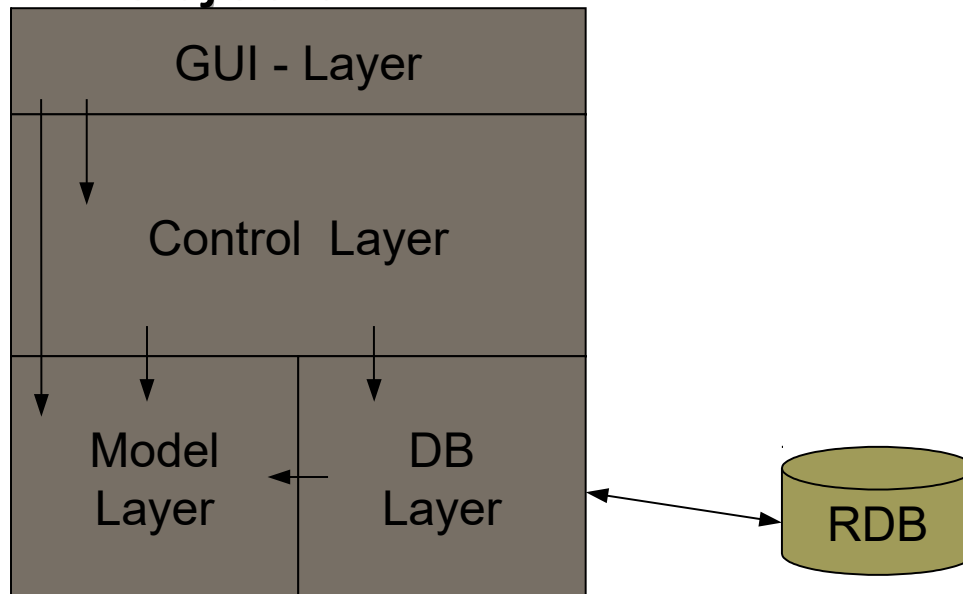 GUI - Layer
Control Layer
Model
Layer
DB
Layer
RDB